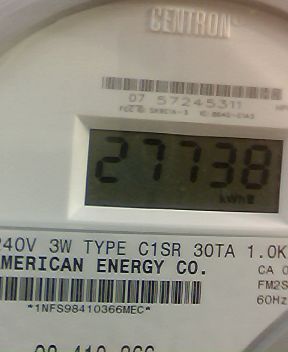 CENTRON
07 57245311
27738
kWh
240V 3W TYPE C1SR 30TA 1.0K
AMERICAN ENERGY CO.
CA 0
FM2S
60Hz
*1NFS98410366MEC*